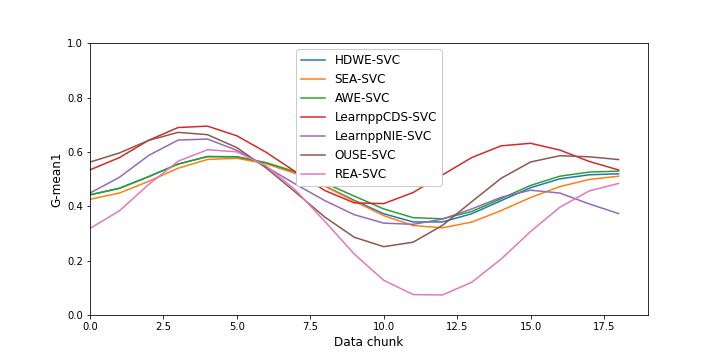 G-mean1
1.0
0.8
0.6
0.4
0.2
0.0
HDWE-SVC
SEA-SVC
AWE-SVC
LearnppCDS-SVC
LearnppNIE-SVC
OUSE-SVC
REA-SVC
0.0 2.5 5.0 7.5 10.0 12.5 15.0 17.5
Data chunk